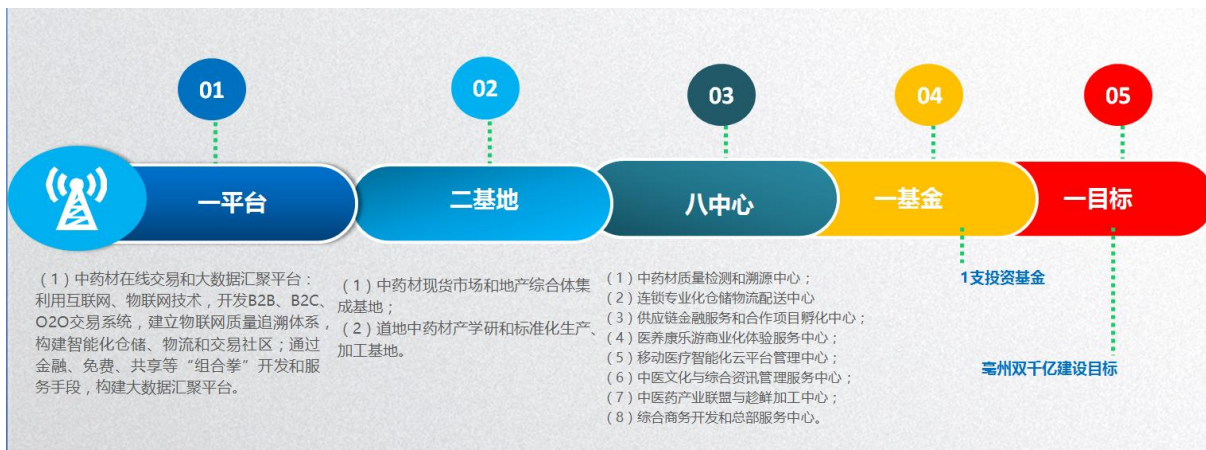 01
02
03
04
05
一平台
二基地
八中心
一基金
一目标
（1）中药材在线交易和大数据汇聚平台：
利用互联网、物联网技术，开发B2B、B2C、
O2O交易系统，建立物联网质量追溯体系，
构建智能化仓储、物流和交易社区；通过
金融、免费、共享等“组合拳”开发和服
务手段，构建大数据汇聚平台。
（1）中药材现货市场和地产综合体集
成基地；
（2）道地中药材产学研和标准化生产、
加工基地。
（1）中药材质量检测和溯源中心；
（2）连锁专业化仓储物流配送中心
（3）供应链金融服务和合作项目孵化中心；
（4）医养康乐游商业化体验服务中心；
（5）移动医疗智能化云平台管理中心；
（6）中医文化与综合资讯管理服务中心；
（7）中医药产业联盟与趁鲜加工中心；
（8）综合商务开发和总部服务中心。
1支投资基金
亳州双千亿建设目标